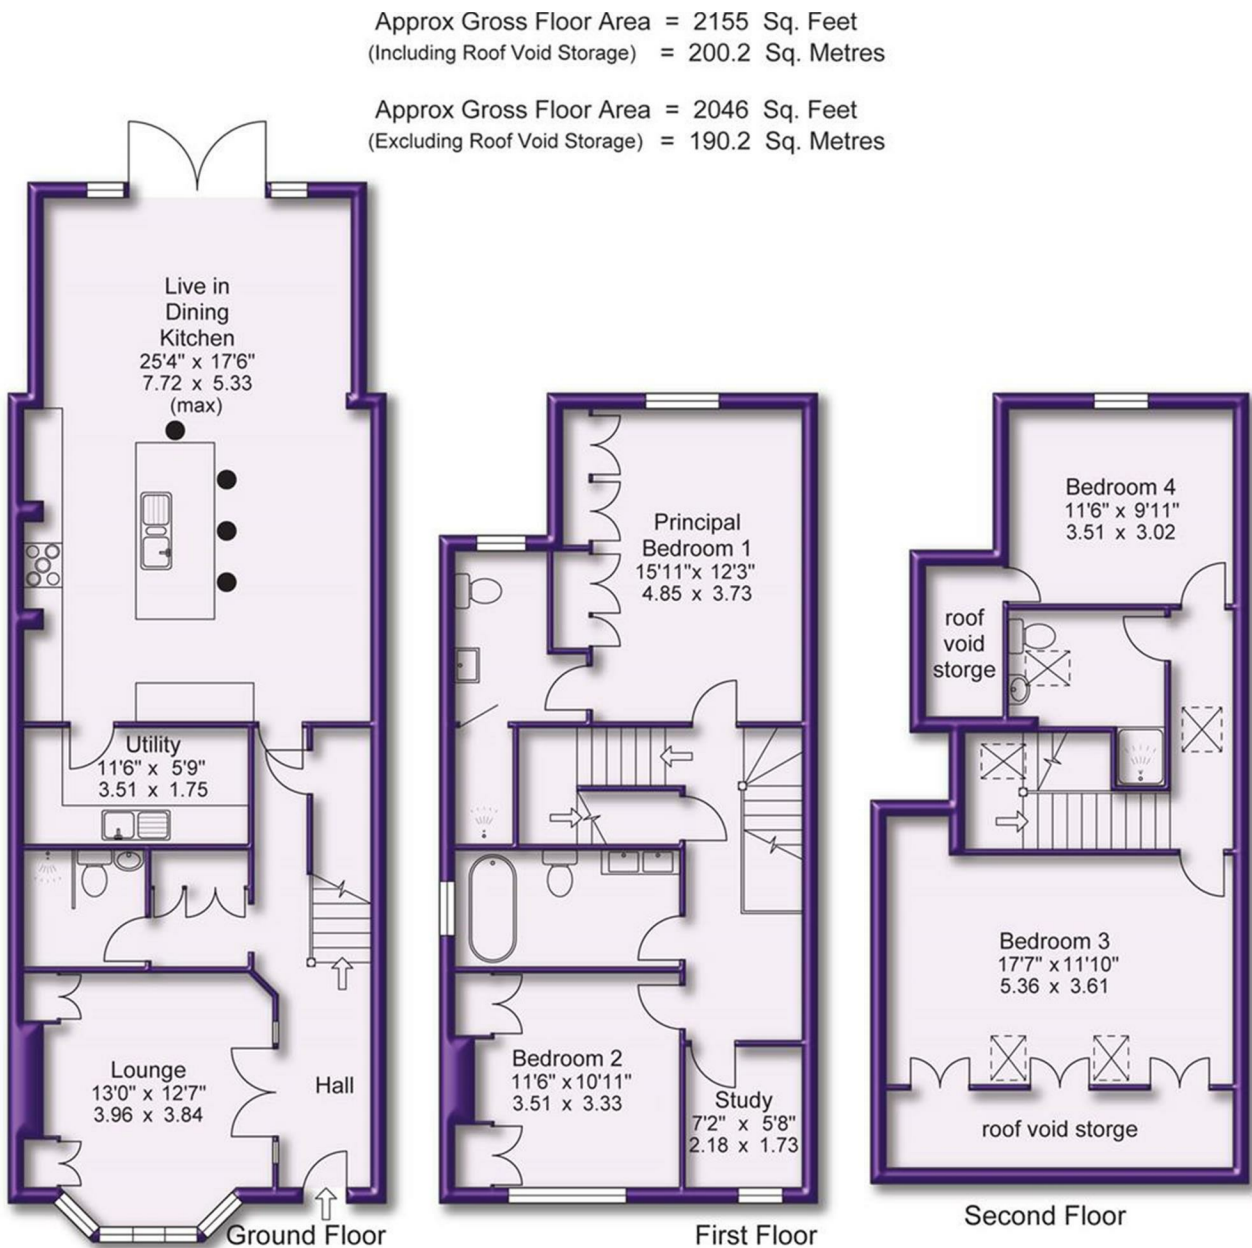 Approx Gross Floor Area = 2155 Sq. Feet
(Including Roof Void Storage) = 200.2 Sq. Metres
Approx Gross Floor Area = 2046 Sq. Feet
(Excluding Roof Void Storage) = 190.2 Sq. Metres
Live in
Dining
Kitchen
25'4" x 17'6"
7.72 x 5.33
(max)
Utility
11'6" x 5'9"
3.51 x 1.75
Lounge
13'0" x 12'7"
3.96 x 3.84
Hall
Ground Floor
Principal
Bedroom 1
15'11"x 12'3"
4.85 x 3.73
Bedroom 2
11'6" x 10'11"
3.51 x 3.33
Study
7'2" x 5'8"
2.18 x 1.73
First Floor
Bedroom 4
11'6" x 9'11"
3.51 x 3.02
roof
void
storge
Bedroom 3
17'7" x 11'10"
5.36 x 3.61
roof void storge
Second Floor